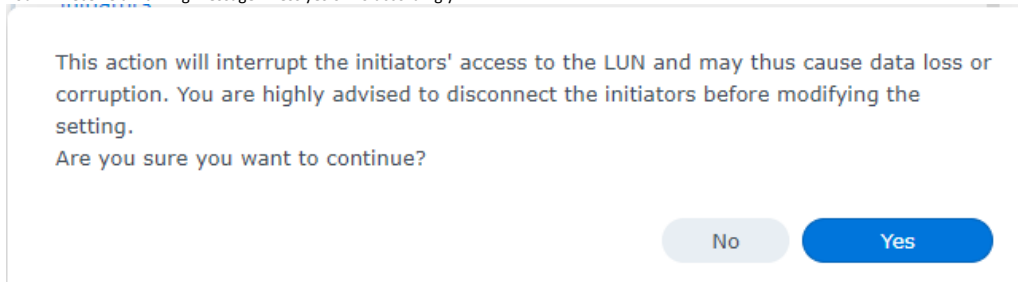 This action will interrupt the initiators' access to the LUN and may thus cause data loss or
corruption. You are highly advised to disconnect the initiators before modifying the
setting.
Are you sure you want to continue?
No
Yes